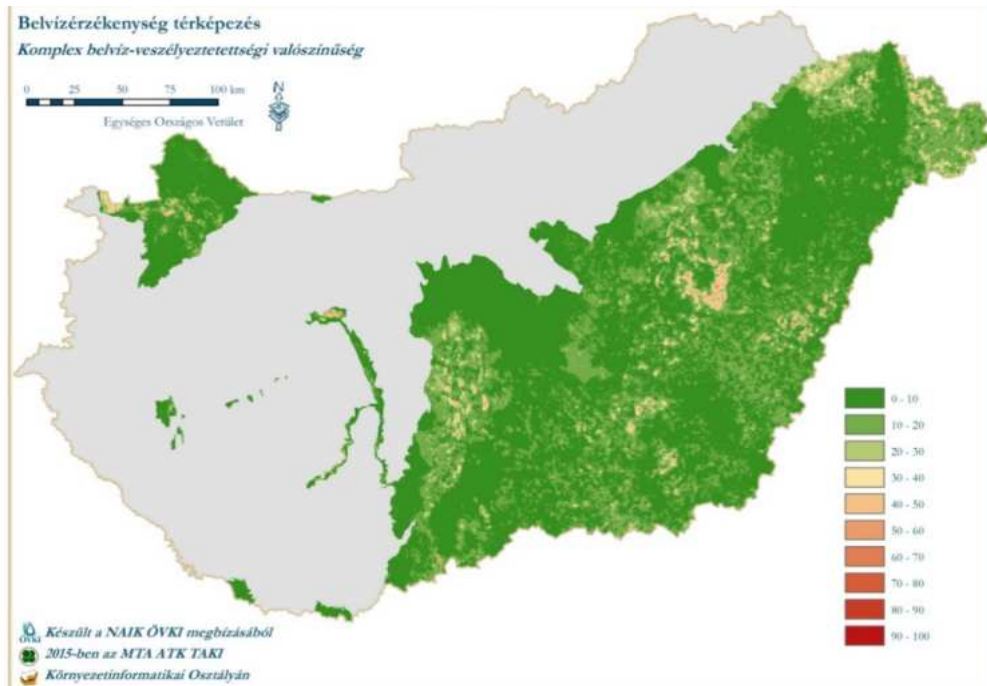 Belvízérzékenység térképezés
Komplex belvíz-veszélyeztetettségi valószínűség
0 25 50 75 100 km
N
Egységes Országos Vetület
0 - 10
10 - 20
20 - 30
30 - 40
40 - 50
50 - 60
60 - 70
70 - 80
80 - 90
90 - 100
ÖVKI
Készült a NAIK ÖVKI megbízásából
2015-ben az MTA ATK TAKI
Környezetinformatikai Osztályán